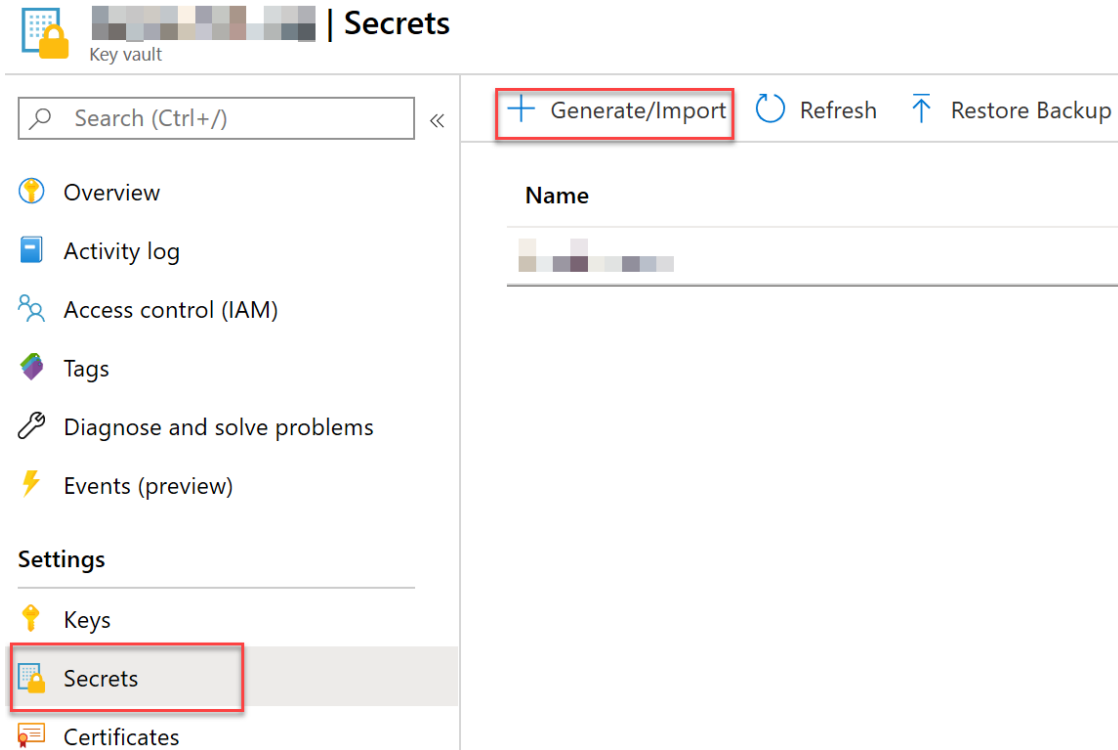 | Secrets
Key vault
Search (Ctrl+/)
«
Generate/Import
Refresh
Restore Backup
Name
Overview
Activity log
Access control (IAM)
Tags
Diagnose and solve problems
Events (preview)
Settings
Keys
Secrets
Certificates